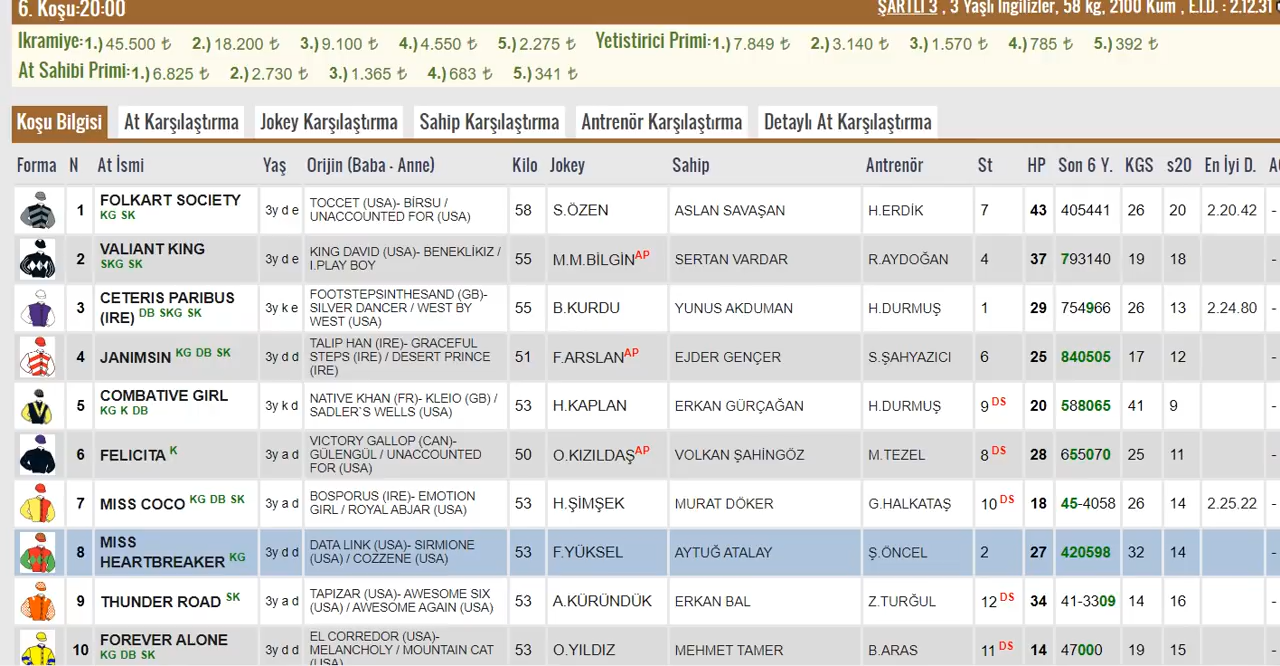 6. Koşu:20:00 ŞARTLI 3 , 3 Yaşlı İngilizler, 58 kg, 2100 Kum , E.İ.D. : 2.12.31
İkramiye:1.) 45.500 ₺ 2.) 18.200 ₺ 3.) 9.100 ₺ 4.) 4.550 ₺ 5.) 2.275 ₺ Yetistirici Primi:1.) 7.849 ₺ 2.) 3.140 ₺ 3.) 1.570 ₺ 4.) 785 ₺ 5.) 392 ₺
At Sahibi Primi:1.) 6.825 ₺ 2.) 2.730 ₺ 3.) 1.365 ₺ 4.) 683 ₺ 5.) 341 ₺
Koşu Bilgisi At Karşılaştırma Jokey Karşılaştırma Sahip Karşılaştırma Antrenör Karşılaştırma Detaylı At Karşılaştırma
Forma N At İsmi Yaş Orijin (Baba - Anne) Kilo Jokey Sahip Antrenör St HP Son 6 Y. KGS s20 En İyi D.
1 FOLKART SOCIETY KG SK 3y d e TOCCET (USA)- BİRSU / UNACCOUNTED FOR (USA) 58 S.ÖZEN ASLAN SAVAŞAN H.ERDİK 7 43 405441 26 20 2.20.42 -
2 VALIANT KING SKG SK 3y d e KING DAVID (USA)- BENEKLİKIZ / I.PLAY BOY 55 M.M.BİLGİN AP SERTAN VARDAR R.AYDOĞAN 4 37 793140 19 18 -
3 CETERIS PARIBUS (IRE) DB SKG SK 3y k e FOOTSTEPSINTHESAND (GB)- SILVER DANCER / WEST BY WEST (USA) 55 B.KURDU YUNUS AKDUMAN H.DURMUŞ 1 29 754966 26 13 2.24.80 -
4 JANIMSIN KG DB SK 3y d d TALIP HAN (IRE)- GRACEFUL STEPS (IRE) / DESERT PRINCE (IRE) 51 F.ARSLAN AP EJDER GENÇER S.ŞAHYAZICI 6 25 840505 17 12 -
5 COMBATIVE GIRL KG K DB 3y k d NATIVE KHAN (FR)- KLEIO (GB) / SADLER`S WELLS (USA) 53 H.KAPLAN ERKAN GÜRÇAĞAN H.DURMUŞ 9 DS 20 588065 41 9 -
6 FELICITA K 3y a d VICTORY GALLOP (CAN)- GÜLENGÜL / UNACCOUNTED FOR (USA) 50 O.KIZILDAŞ AP VOLKAN ŞAHİNGÖZ M.TEZEL 8 DS 28 655070 25 11 -
7 MISS COCO KG DB SK 3y a d BOSPORUS (IRE)- EMOTION GIRL / ROYAL ABJAR (USA) 53 H.ŞİMŞEK MURAT DÖKER G.HALKATAŞ 10 DS 18 45-4058 26 14 2.25.22 -
8 MISS HEARTBREAKER KG 3y d d DATA LINK (USA)- SIRMIONE (USA) / COZZENE (USA) 53 F.YÜKSEL AYTUĞ ATALAY Ş.ÖNCEL 2 27 420598 32 14 -
9 THUNDER ROAD SK 3y a d TAPIZAR (USA)- AWESOME SIX (USA) / AWESOME AGAIN (USA) 53 A.KÜRÜNDÜK ERKAN BAL Z.TURĞUL 12 DS 34 41-3309 14 16 -
10 FOREVER ALONE KG DB SK 3y d d EL CORREDOR (USA)- MELANCHOLY / MOUNTAIN CAT (USA) 53 O.YILDIZ MEHMET TAMER B.ARAS 11 DS 14 47000 19 15 -